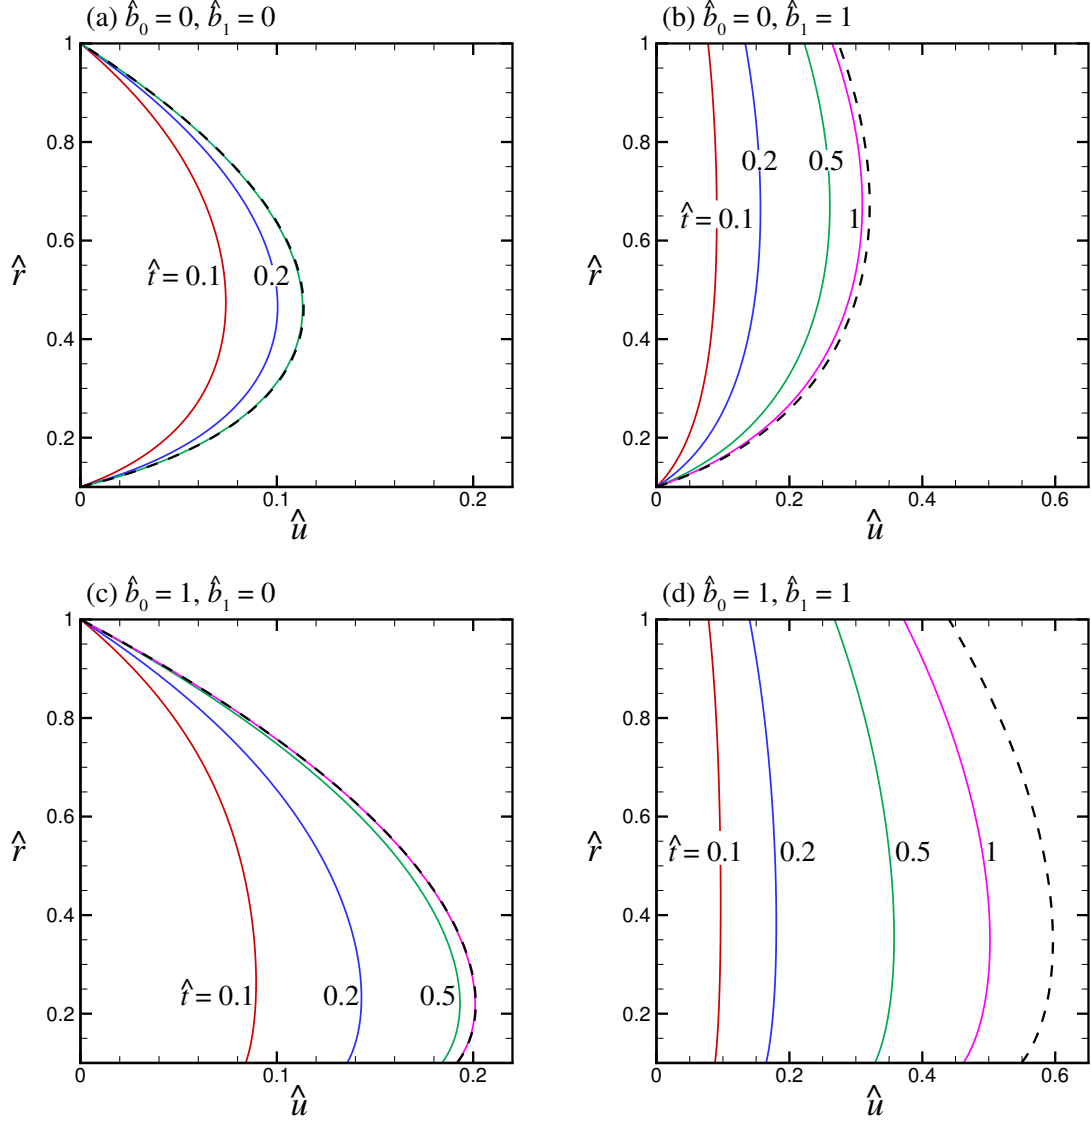 (a) b̂₀ = 0, b̂₁ = 0
1
0.8
0.6
0.4
0.2
r̂
t̂ = 0.1
0.2
0
0.1
0.2
û
(b) b̂₀ = 0, b̂₁ = 1
1
0.8
0.6
0.4
0.2
r̂
0.2
0.5
t̂ = 0.1
1
0
0.2
0.4
0.6
û
(c) b̂₀ = 1, b̂₁ = 0
1
0.8
0.6
0.4
0.2
r̂
t̂ = 0.1
0.2
0.5
0
0.1
0.2
û
(d) b̂₀ = 1, b̂₁ = 1
1
0.8
0.6
0.4
0.2
r̂
t̂ = 0.1
0.2
0.5
1
0
0.2
0.4
0.6
û